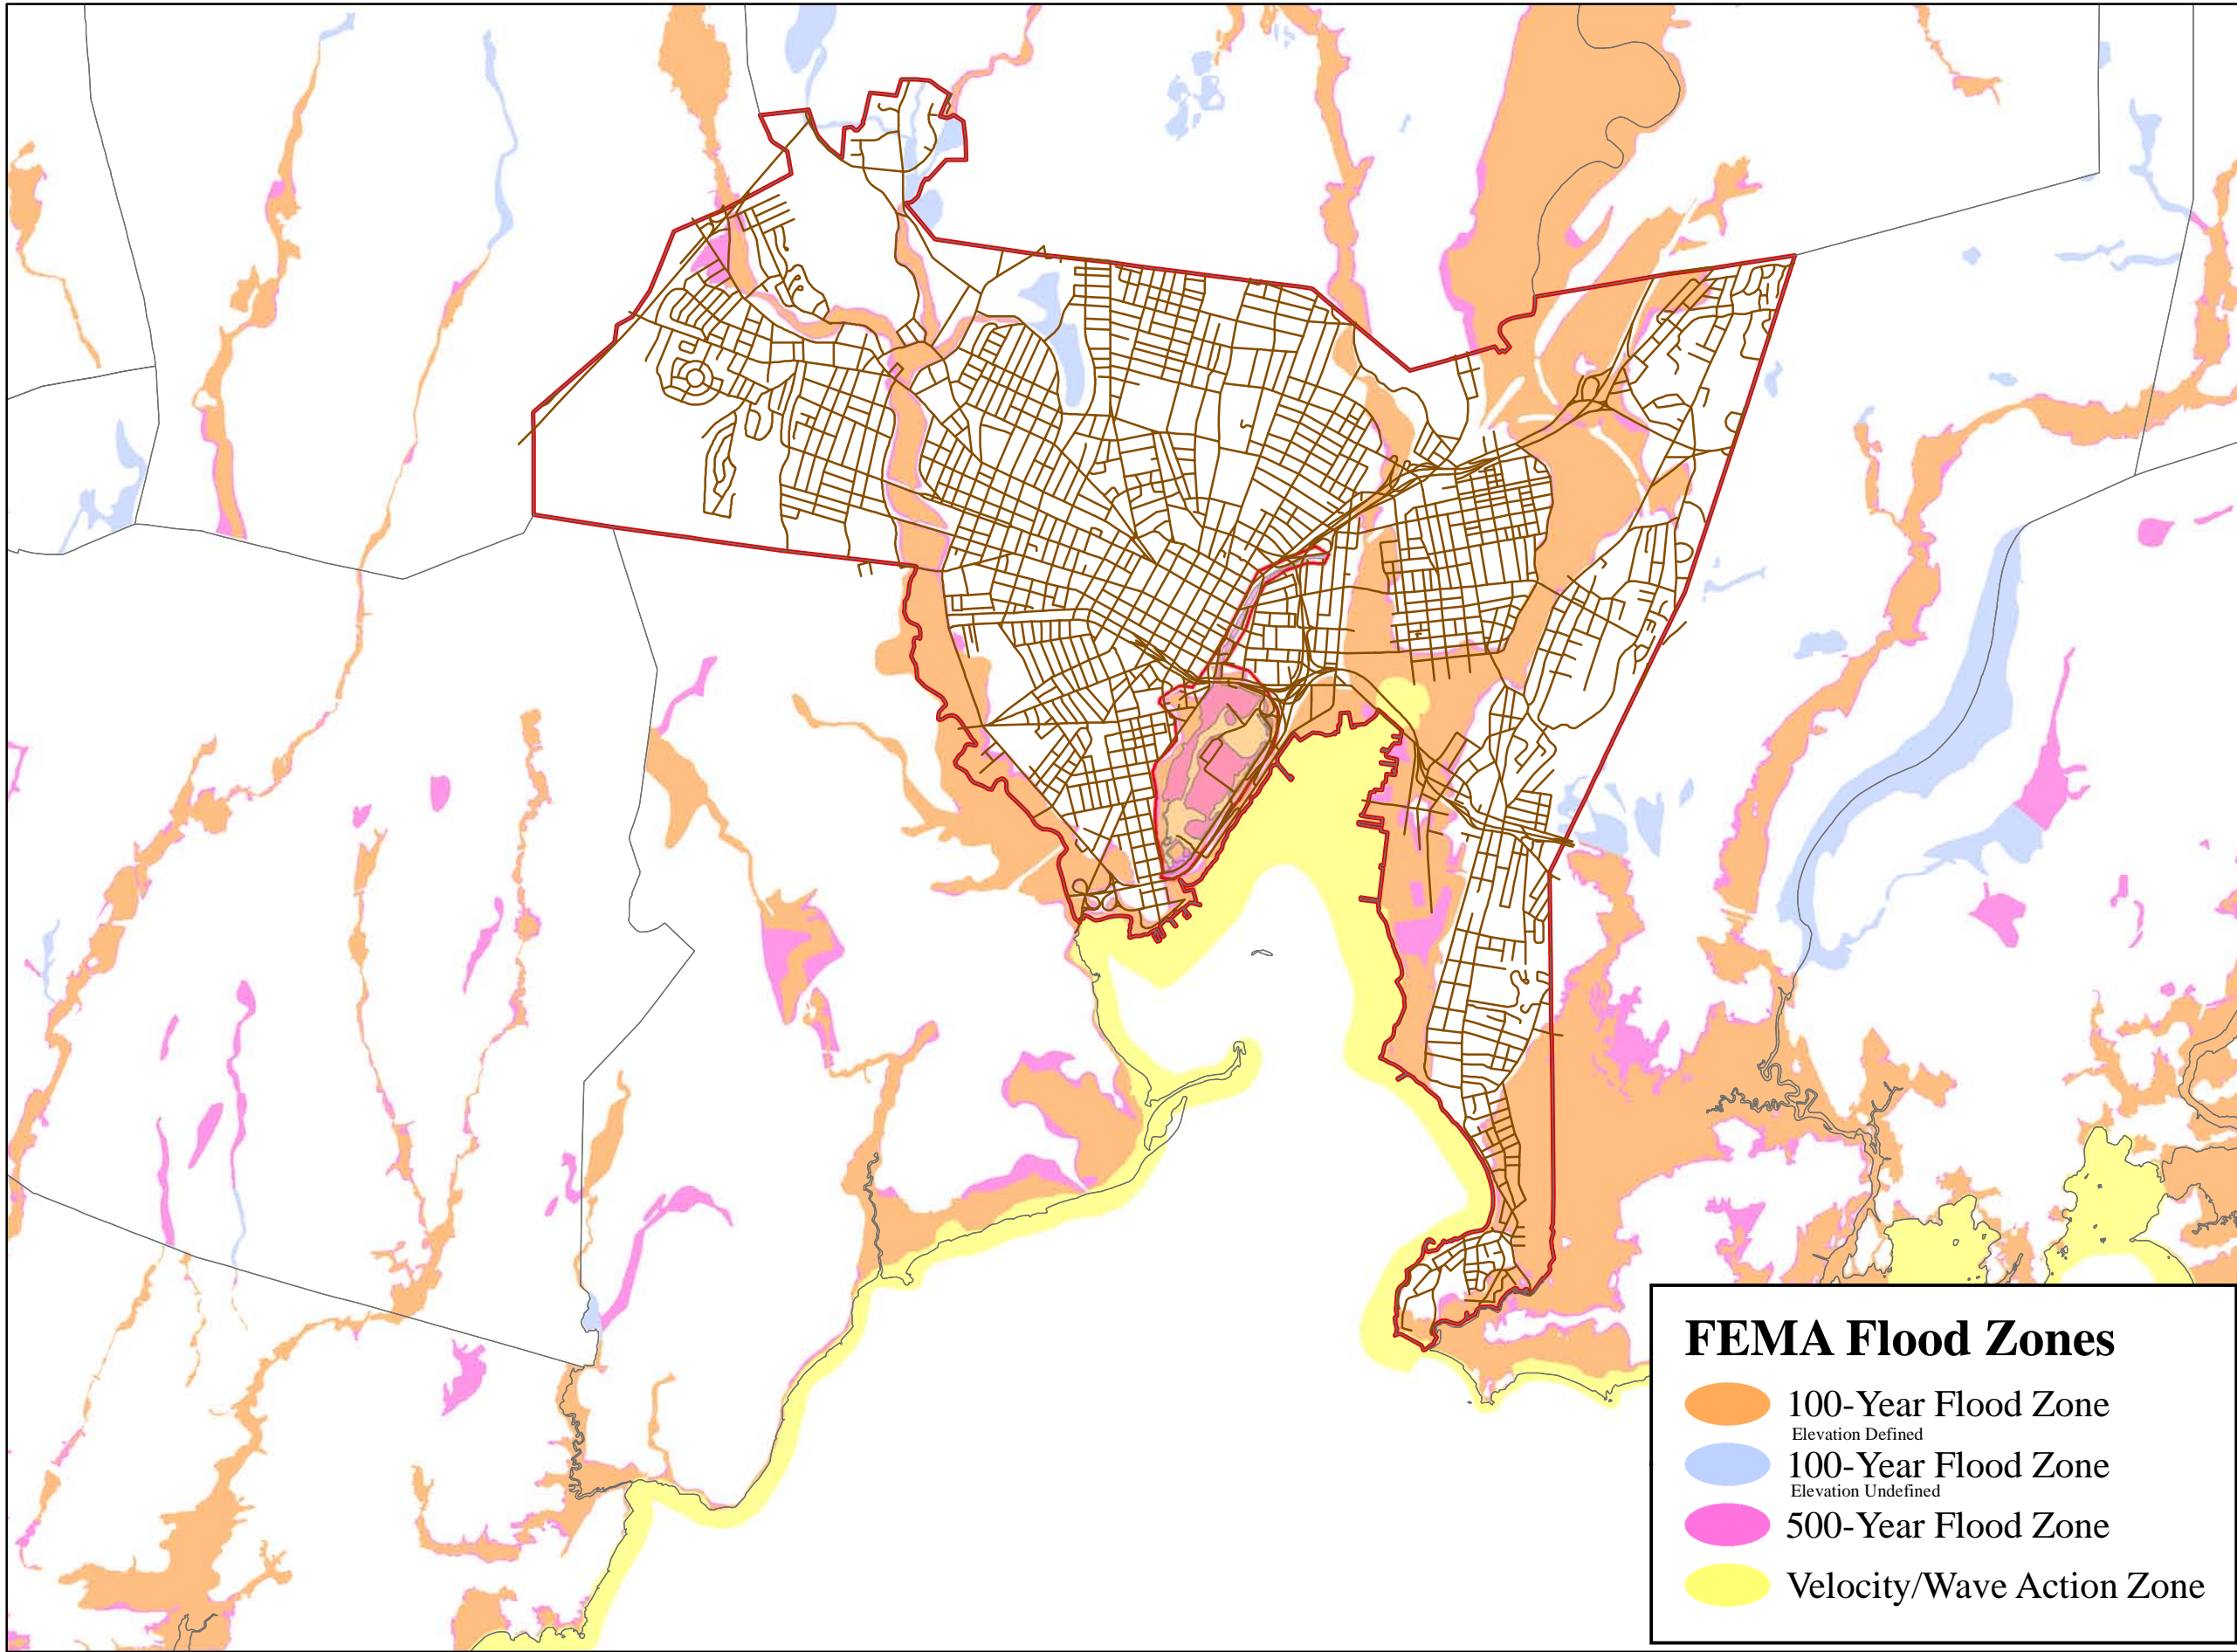 FEMA Flood Zones
100-Year Flood Zone
Elevation Defined
100-Year Flood Zone
Elevation Undefined
500-Year Flood Zone
Velocity/Wave Action Zone